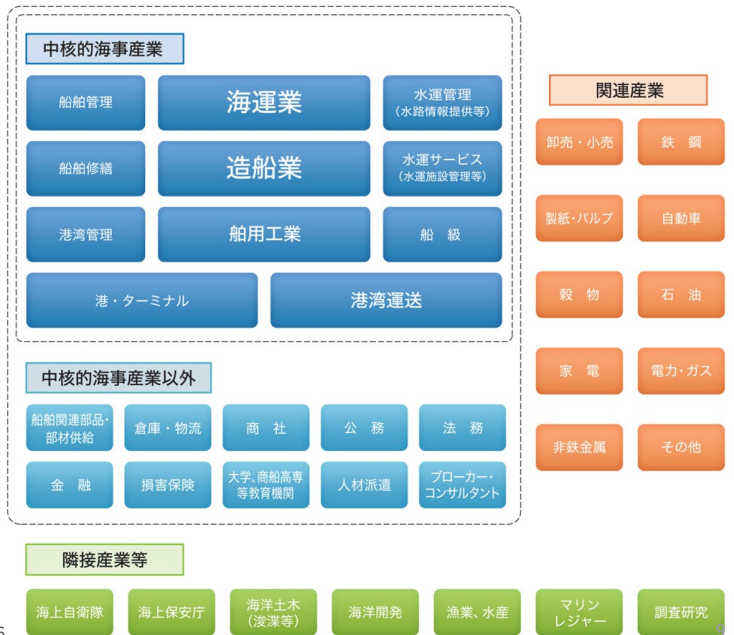 中核的海事産業
船舶管理
海運業
水運管理
(水路情報提供等)
船舶修繕
造船業
水運サービス
(水運施設管理等)
港湾管理
舶用工業
船　級
港・ターミナル
港湾運送
中核的海事産業以外
船舶関連部品・
部材供給
倉庫・物流
商　社
公　務
法　務
金　融
損害保険
大学、商船高専
等教育機関
人材派遣
ブローカー・
コンサルタント
関連産業
卸売・小売
鉄　鋼
製紙・パルプ
自動車
穀　物
石　油
家　電
電力・ガス
非鉄金属
その他
隣接産業等
海上自衛隊
海上保安庁
海洋土木
(浚渫等)
海洋開発
漁業、水産
マリン
レジャー
調査研究